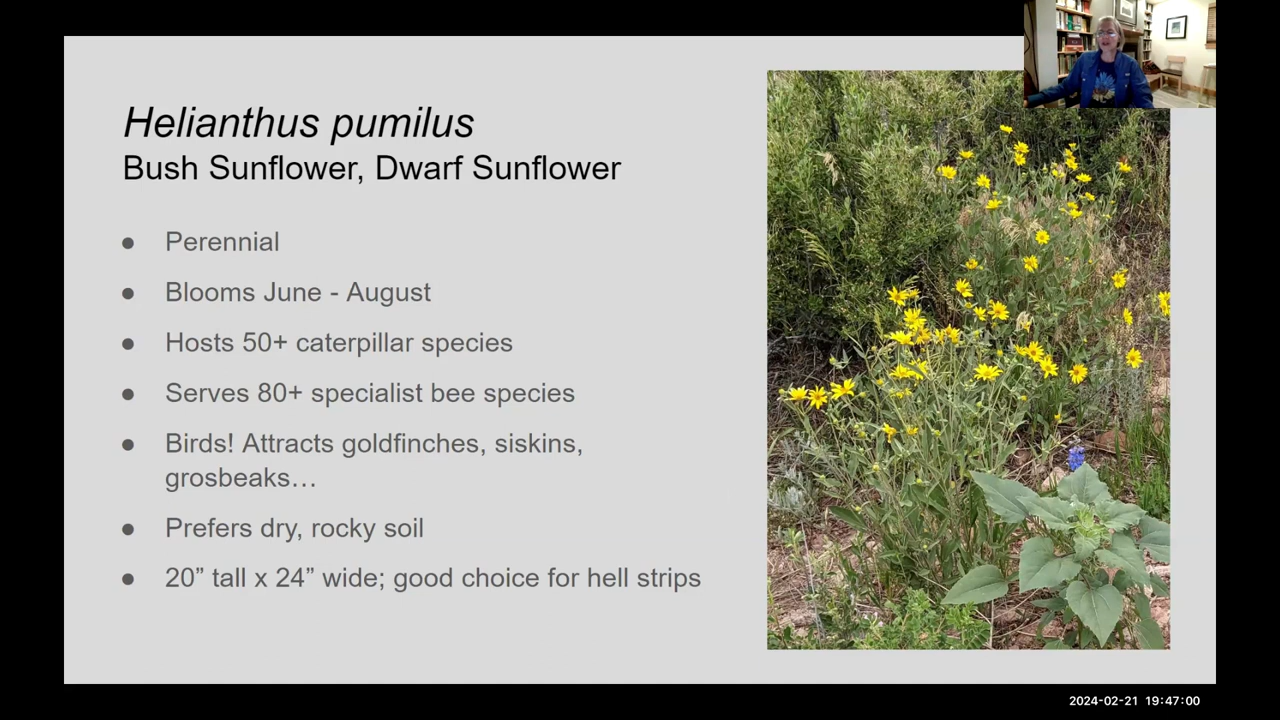 Helianthus pumilus
Bush Sunflower, Dwarf Sunflower
● Perennial
● Blooms June - August
● Hosts 50+ caterpillar species
● Serves 80+ specialist bee species
● Birds! Attracts goldfinches, siskins,
grosbeaks…
● Prefers dry, rocky soil
● 20” tall x 24” wide; good choice for hell strips
2024-02-21 19:47:00